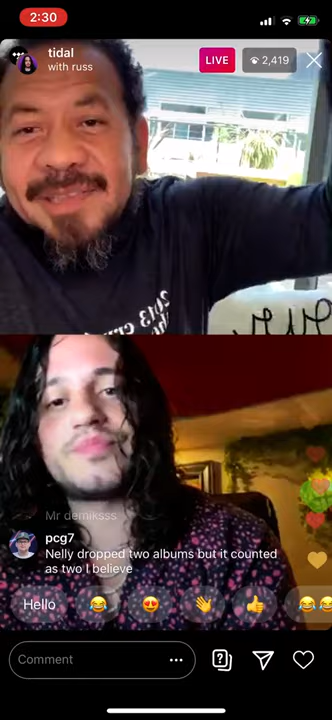 2:30
tidal
with russ
LIVE
2,419
2013
Mr demiksss
pcg7
Nelly dropped two albums but it counted
as two I believe
Hello
Comment